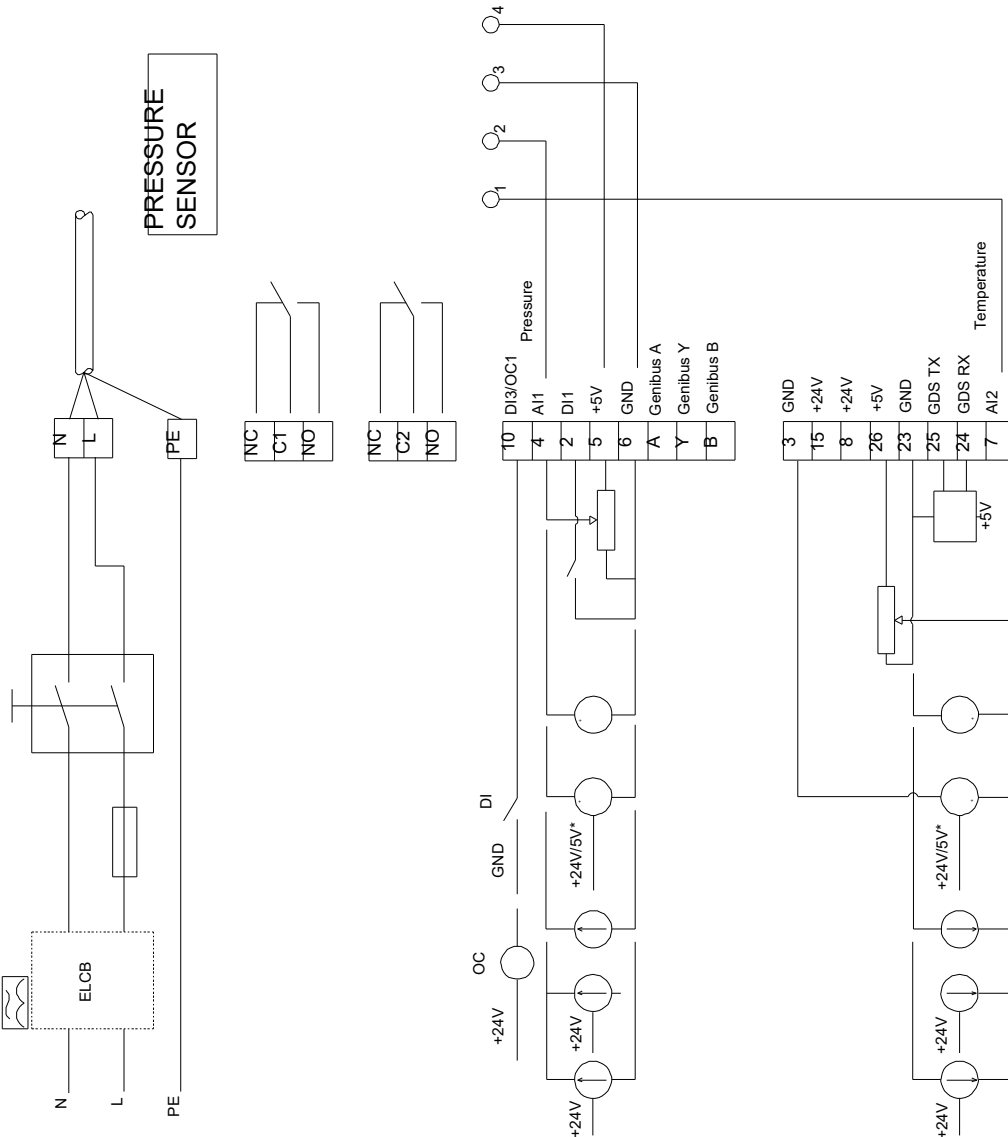 PRESSURE
SENSOR
4
3
2
1
N
L
PE
NC
C1
NO
NC
C2
NO
10 DI3/OC1
4 AI1
Pressure
2 DI1
5 +5V
6 GND
A Genibus A
Y Genibus Y
B Genibus B
3 GND
15 +24V
8 +24V
26 +5V
23 GND
25 GDS TX
24 GDS RX
7 AI2
Temperature
+5V
DI
GND
OC
+24V
+24V/5V*
+24V
+24V
+24V/5V*
+24V
+24V
ELCB
N
L
PE